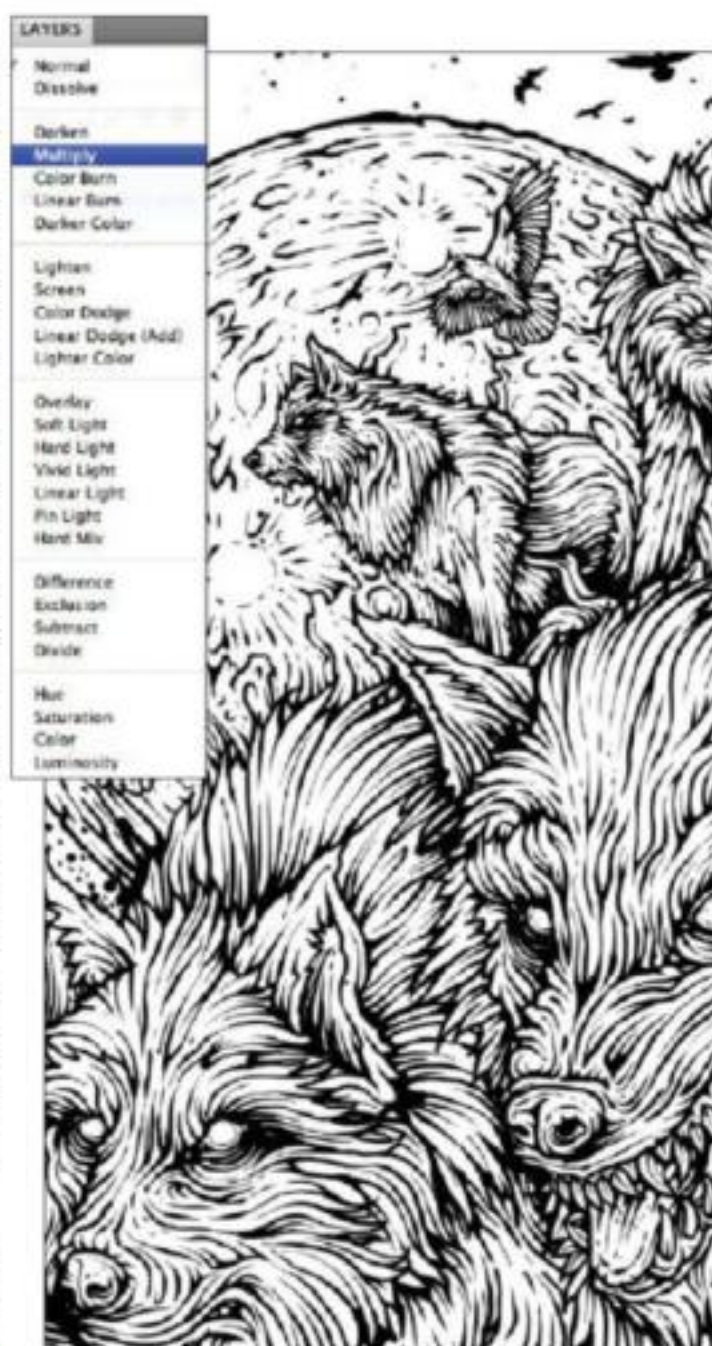 LAYERS
Normal
Dissolve
Darken
Multiply
Color Burn
Linear Burn
Darker Color
Lighten
Screen
Color Dodge
Linear Dodge (Add)
Lighter Color
Overlay
Soft Light
Hard Light
Vivid Light
Linear Light
Pin Light
Hard Mix
Difference
Exclusion
Subtract
Divide
Hue
Saturation
Color
Luminosity